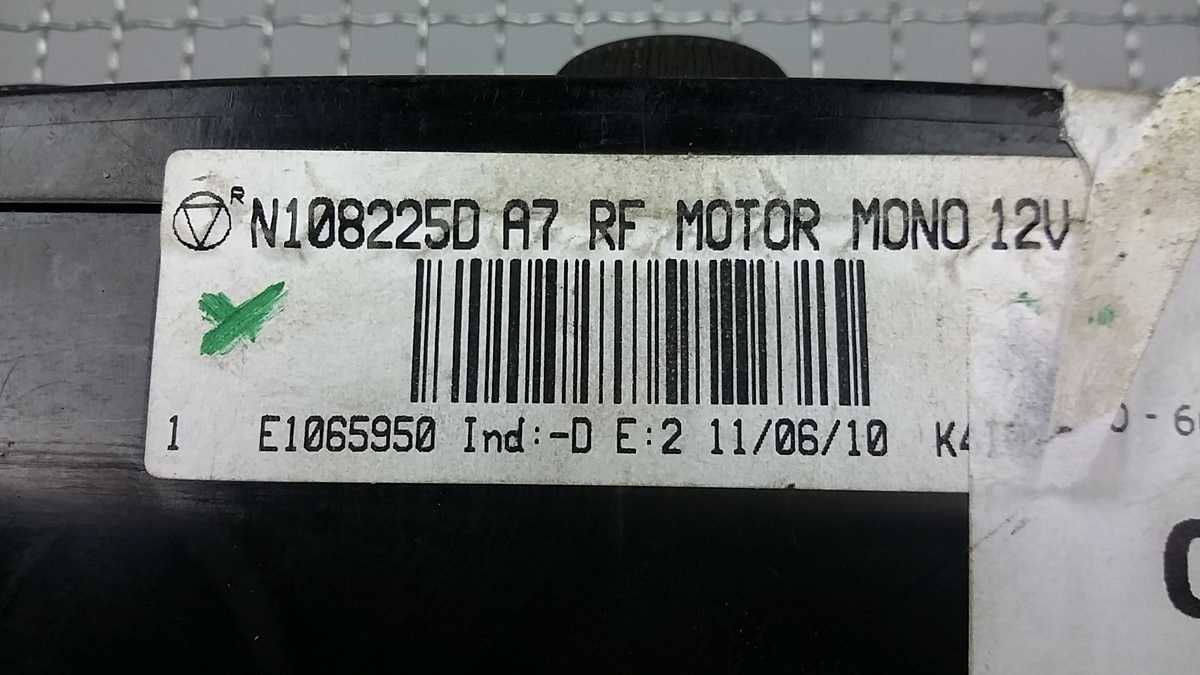 R N108225D A7 RF MOTOR MONO 12V
1 E1065950 Ind:-D E:2 11/06/10